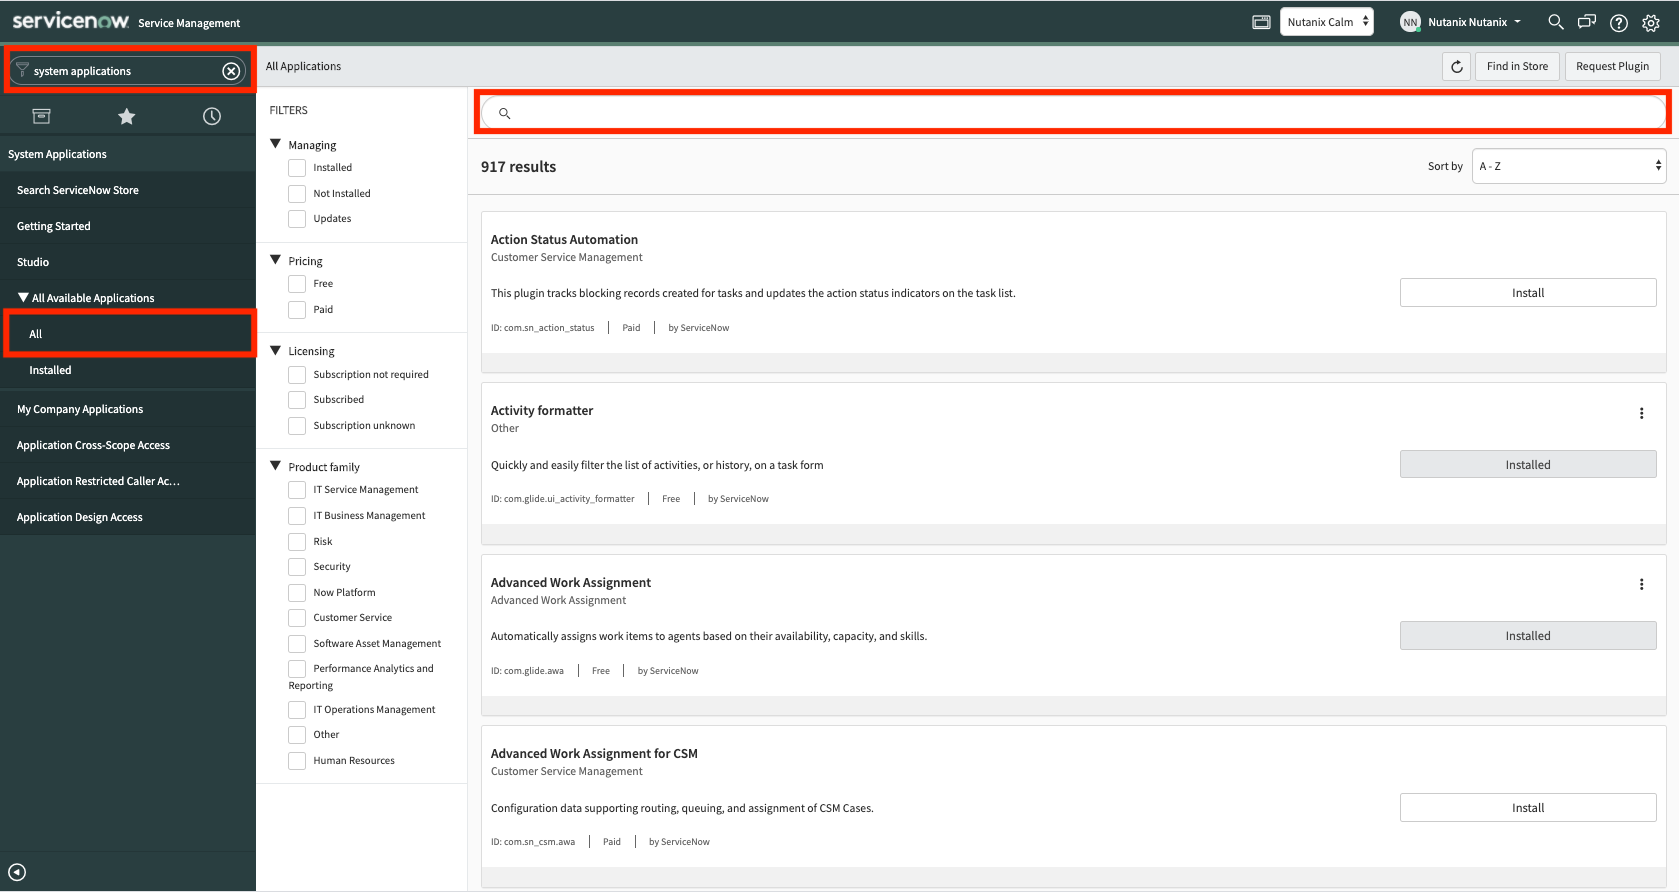 servicenow Service Management
Nutanix Calm
NN Nutanix Nutanix
system applications
All Applications
Find in Store
Request Plugin
System Applications
Search ServiceNow Store
Getting Started
Studio
All Available Applications
All
Installed
My Company Applications
Application Cross-Scope Access
Application Restricted Caller Ac...
Application Design Access
FILTERS
Managing
Installed
Not Installed
Updates
Pricing
Free
Paid
Licensing
Subscription not required
Subscribed
Subscription unknown
Product family
IT Service Management
IT Business Management
Risk
Security
Now Platform
Customer Service
Software Asset Management
Performance Analytics and
Reporting
IT Operations Management
Other
Human Resources
917 results
Sort by A - Z
Action Status Automation
Customer Service Management
This plugin tracks blocking records created for tasks and updates the action status indicators on the task list.
Install
ID: com.sn_action_status | Paid | by ServiceNow
Activity formatter
Other
Quickly and easily filter the list of activities, or history, on a task form
Installed
ID: com.glide.ui_activity_formatter | Free | by ServiceNow
Advanced Work Assignment
Advanced Work Assignment
Automatically assigns work items to agents based on their availability, capacity, and skills.
Installed
ID: com.glide.awa | Free | by ServiceNow
Advanced Work Assignment for CSM
Customer Service Management
Configuration data supporting routing, queuing, and assignment of CSM Cases.
Install
ID: com.sn_csm.awa | Paid | by ServiceNow